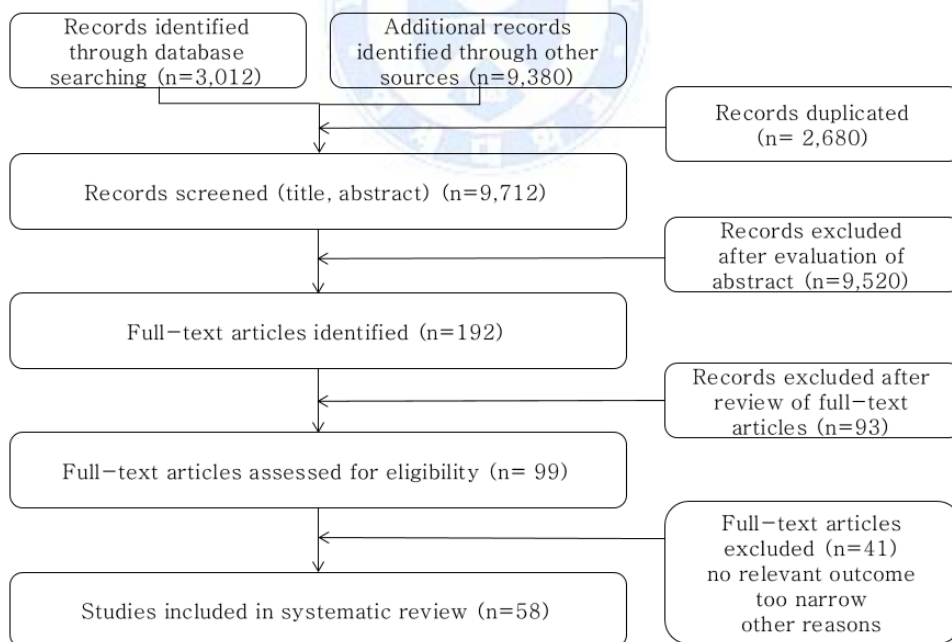 Records identified
through database
searching (n=3,012)
Additional records
identified through other
sources (n=9,380)
Records duplicated
(n= 2,680)
Records screened (title, abstract) (n=9,712)
Records excluded
after evaluation of
abstract (n=9,520)
Full-text articles identified (n=192)
Records excluded after
review of full-text
articles (n=93)
Full-text articles assessed for eligibility (n= 99)
Full-text articles
excluded (n=41)
no relevant outcome
too narrow
other reasons
Studies included in systematic review (n=58)